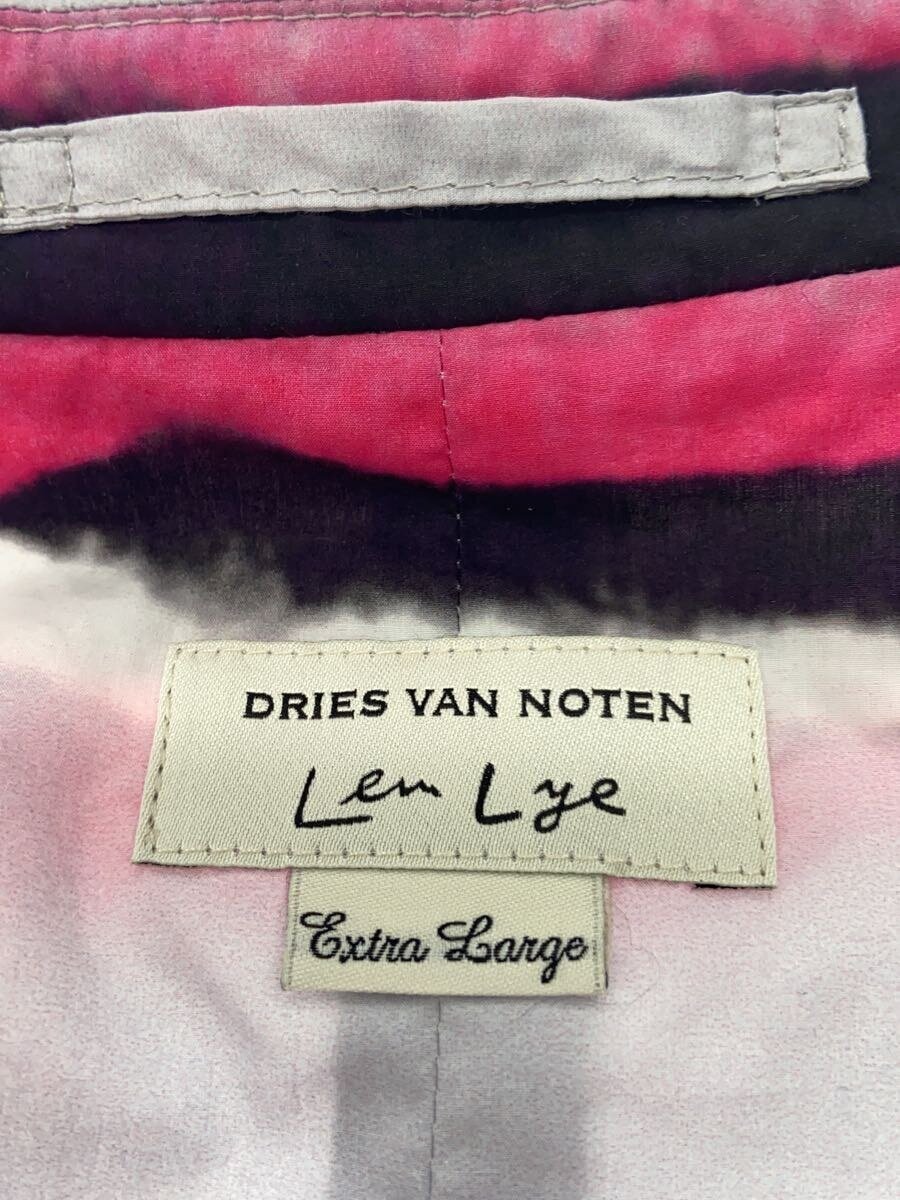 DRIES VAN NOTEN
Len Lye
Extra Large